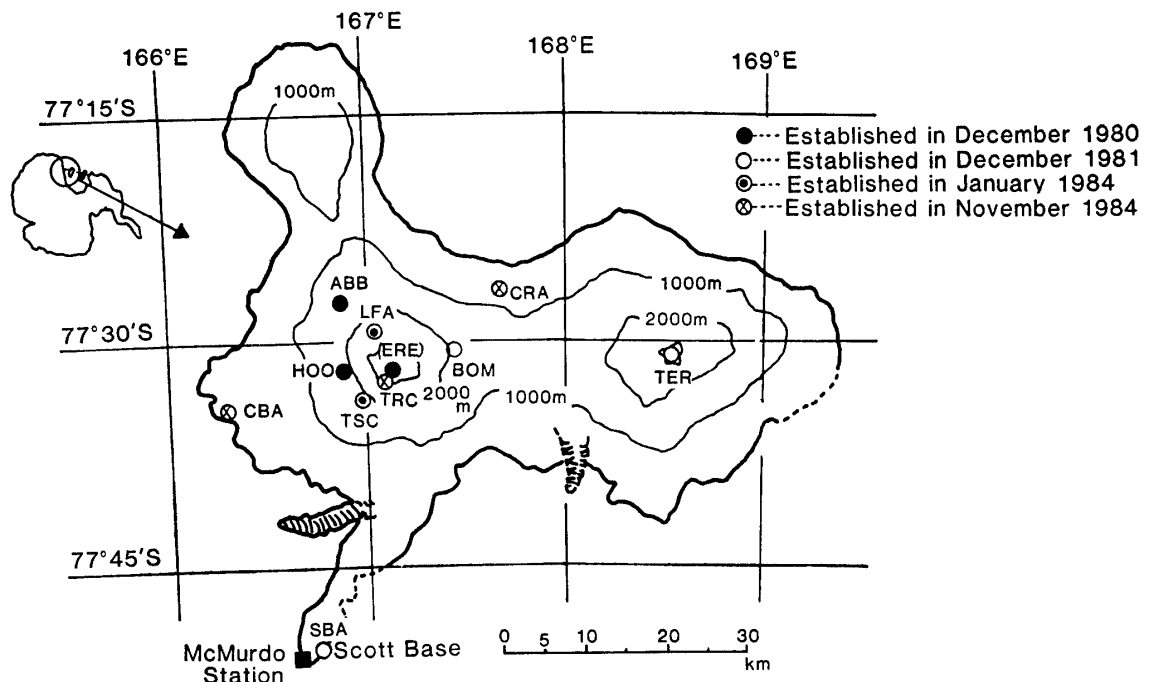 167°E
166°E
168°E
169°E
1000m
77°15'S
Established in December 1980
Established in December 1981
Established in January 1984
Established in November 1984
ABB
CRA
1000m
LFA
2000m
77°30'S
(ERE)
HOO
BOM
TER
TRC
2000
m
1000m
CBA
TSC
77°45'S
SBA
McMurdo
Station
Scott Base
0 5 10 20 30
km